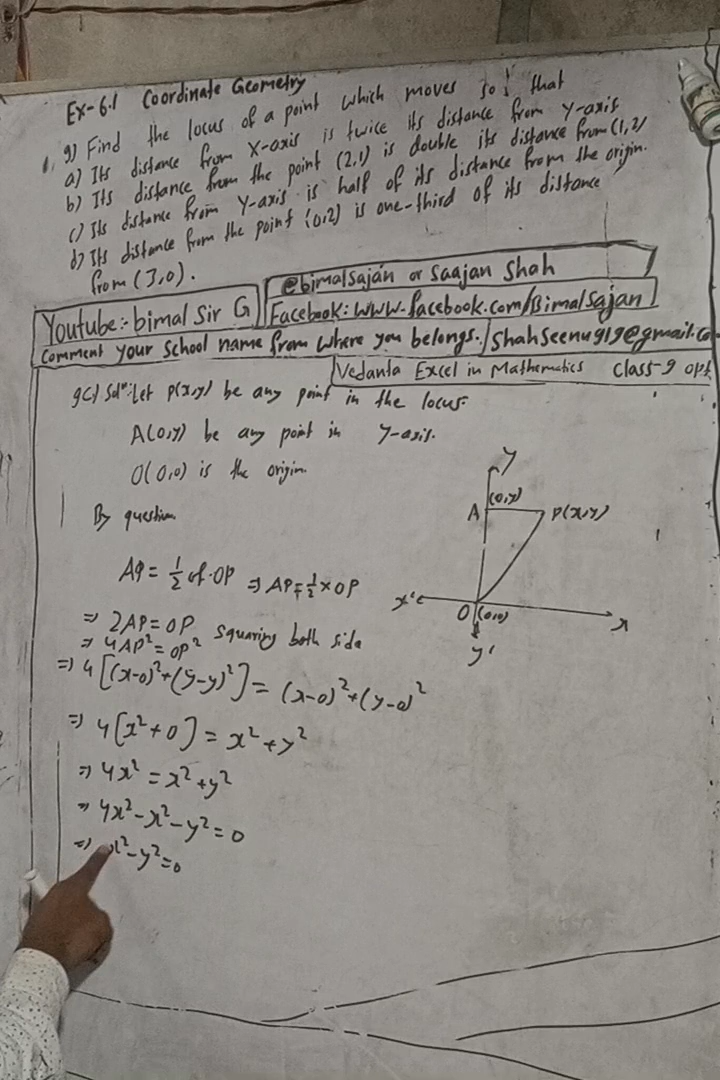 Ex-6.1 Coordinate Geometry
9) Find the locus of a point which moves so that
a) Its distance from X-axis is twice its distance from Y-axis
b) Its distance from the point (2,1) is double its distance from (1,2)
c) Its distance from Y-axis is half of its distance from the origin.
d) Its distance from the point (0,2) is one-third of its distance
from (3,0).
@bimalsajan or Saajan Shah
Youtube:- bimal Sir G
Facebook: www.facebook.com/Bimalsajan
Comment your School name from where you belongs. / Shahseenu919@gmail.co
Vedanta Excel in Mathematics Class-9 opt
9c) Solⁿ: Let P(x,y) be any point in the locus.
A(0,y) be any point in Y-axis.
O(0,0) is the origin.
By question
AP = 1/2 of OP ⇒ AP = 1/2 × OP
⇒ 2AP = OP
⇒ 4AP² = OP² Squaring both side
⇒ 4[(x-0)²+(y-y)²] = (x-0)²+(y-0)²
⇒ 4[x²+0] = x²+y²
⇒ 4x² = x²+y²
⇒ 4x²-x²-y²=0
⇒ x²-y²=0
Y
A (0,y) P(x,y)
X' O (0,0) X
Y'